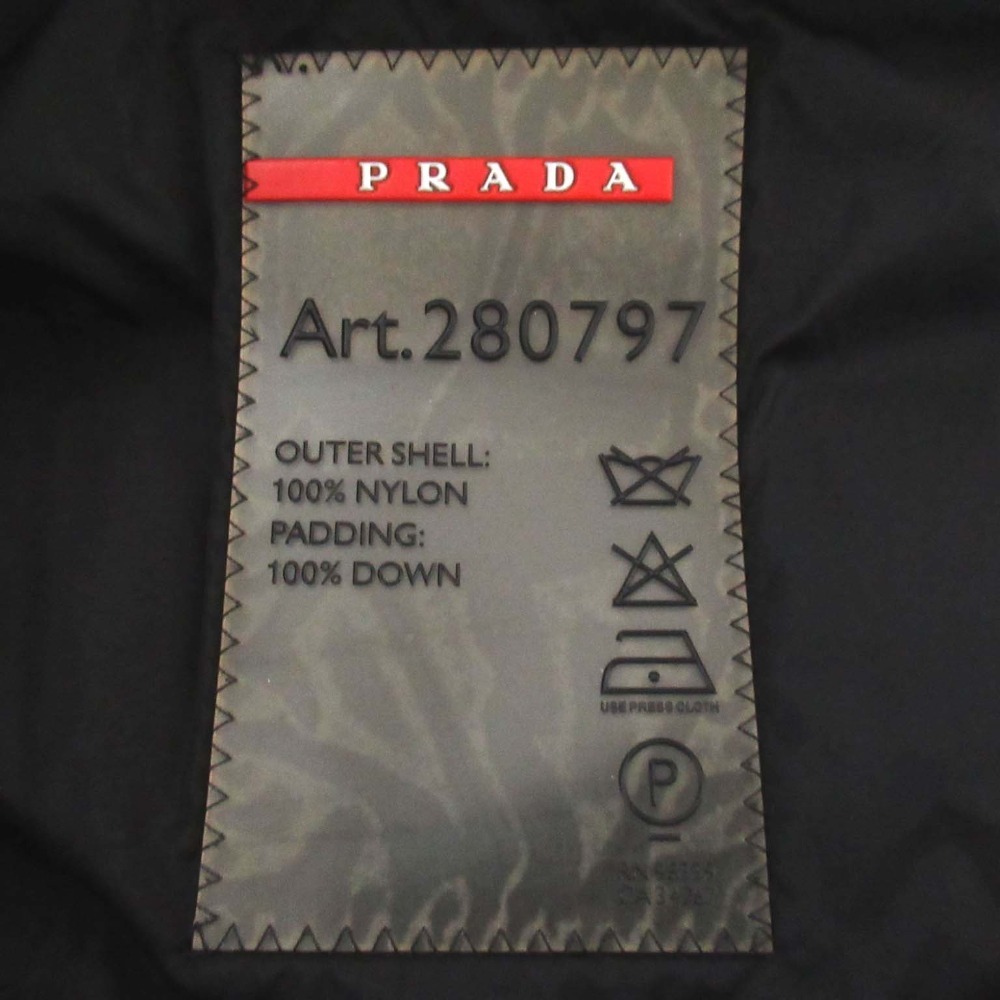 PRADA
Art.280797
OUTER SHELL:
100% NYLON
PADDING:
100% DOWN
USE PRESS CLOTH
P